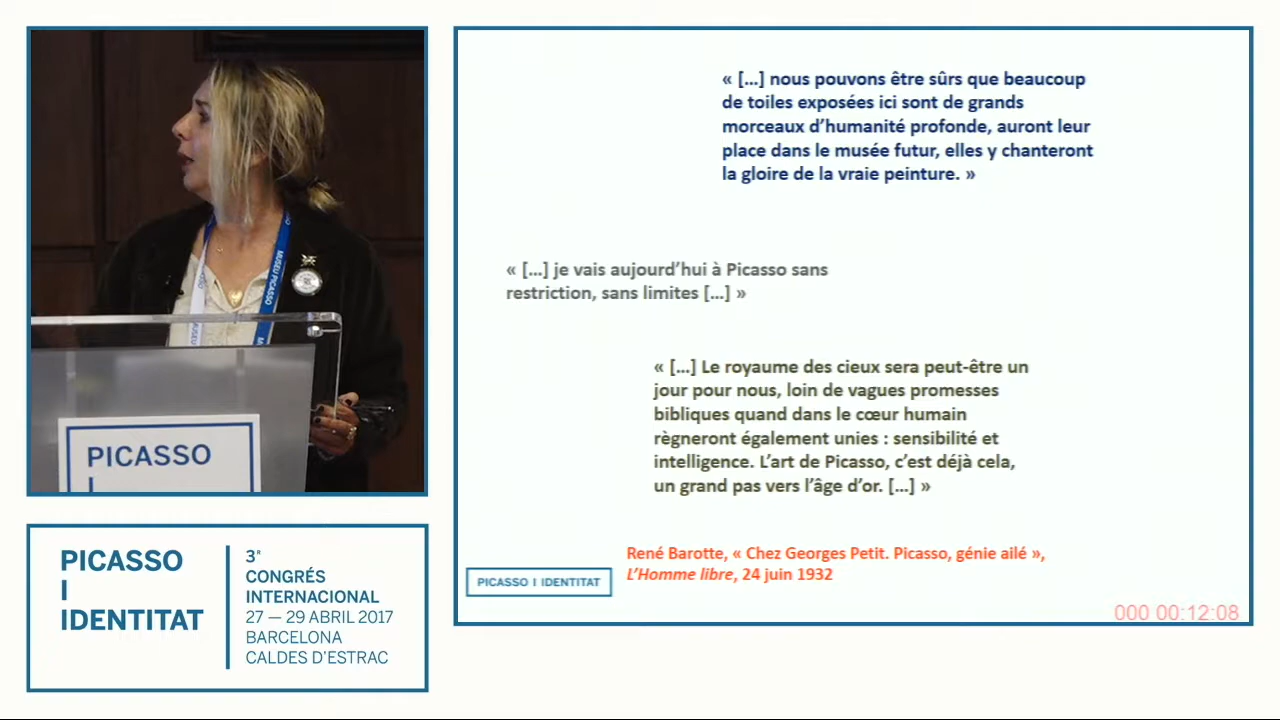 « [...] nous pouvons être sûrs que beaucoup
de toiles exposées ici sont de grands
morceaux d’humanité profonde, auront leur
place dans le musée futur, elles y chanteront
la gloire de la vraie peinture. »
« [...] je vais aujourd’hui à Picasso sans
restriction, sans limites [...] »
« [...] Le royaume des cieux sera peut-être un
jour pour nous, loin de vagues promesses
bibliques quand dans le cœur humain
règneront également unies : sensibilité et
intelligence. L’art de Picasso, c’est déjà cela,
un grand pas vers l’âge d’or. [...] »
René Barotte, « Chez Georges Petit. Picasso, génie ailé »,
L’Homme libre, 24 juin 1932
PICASSO I IDENTITAT
000 00:12:08
MUSEU PICASSO
PICASSO
I
PICASSO
I
IDENTITAT
3ª
CONGRÉS
INTERNACIONAL
27 — 29 ABRIL 2017
BARCELONA
CALDES D’ESTRAC